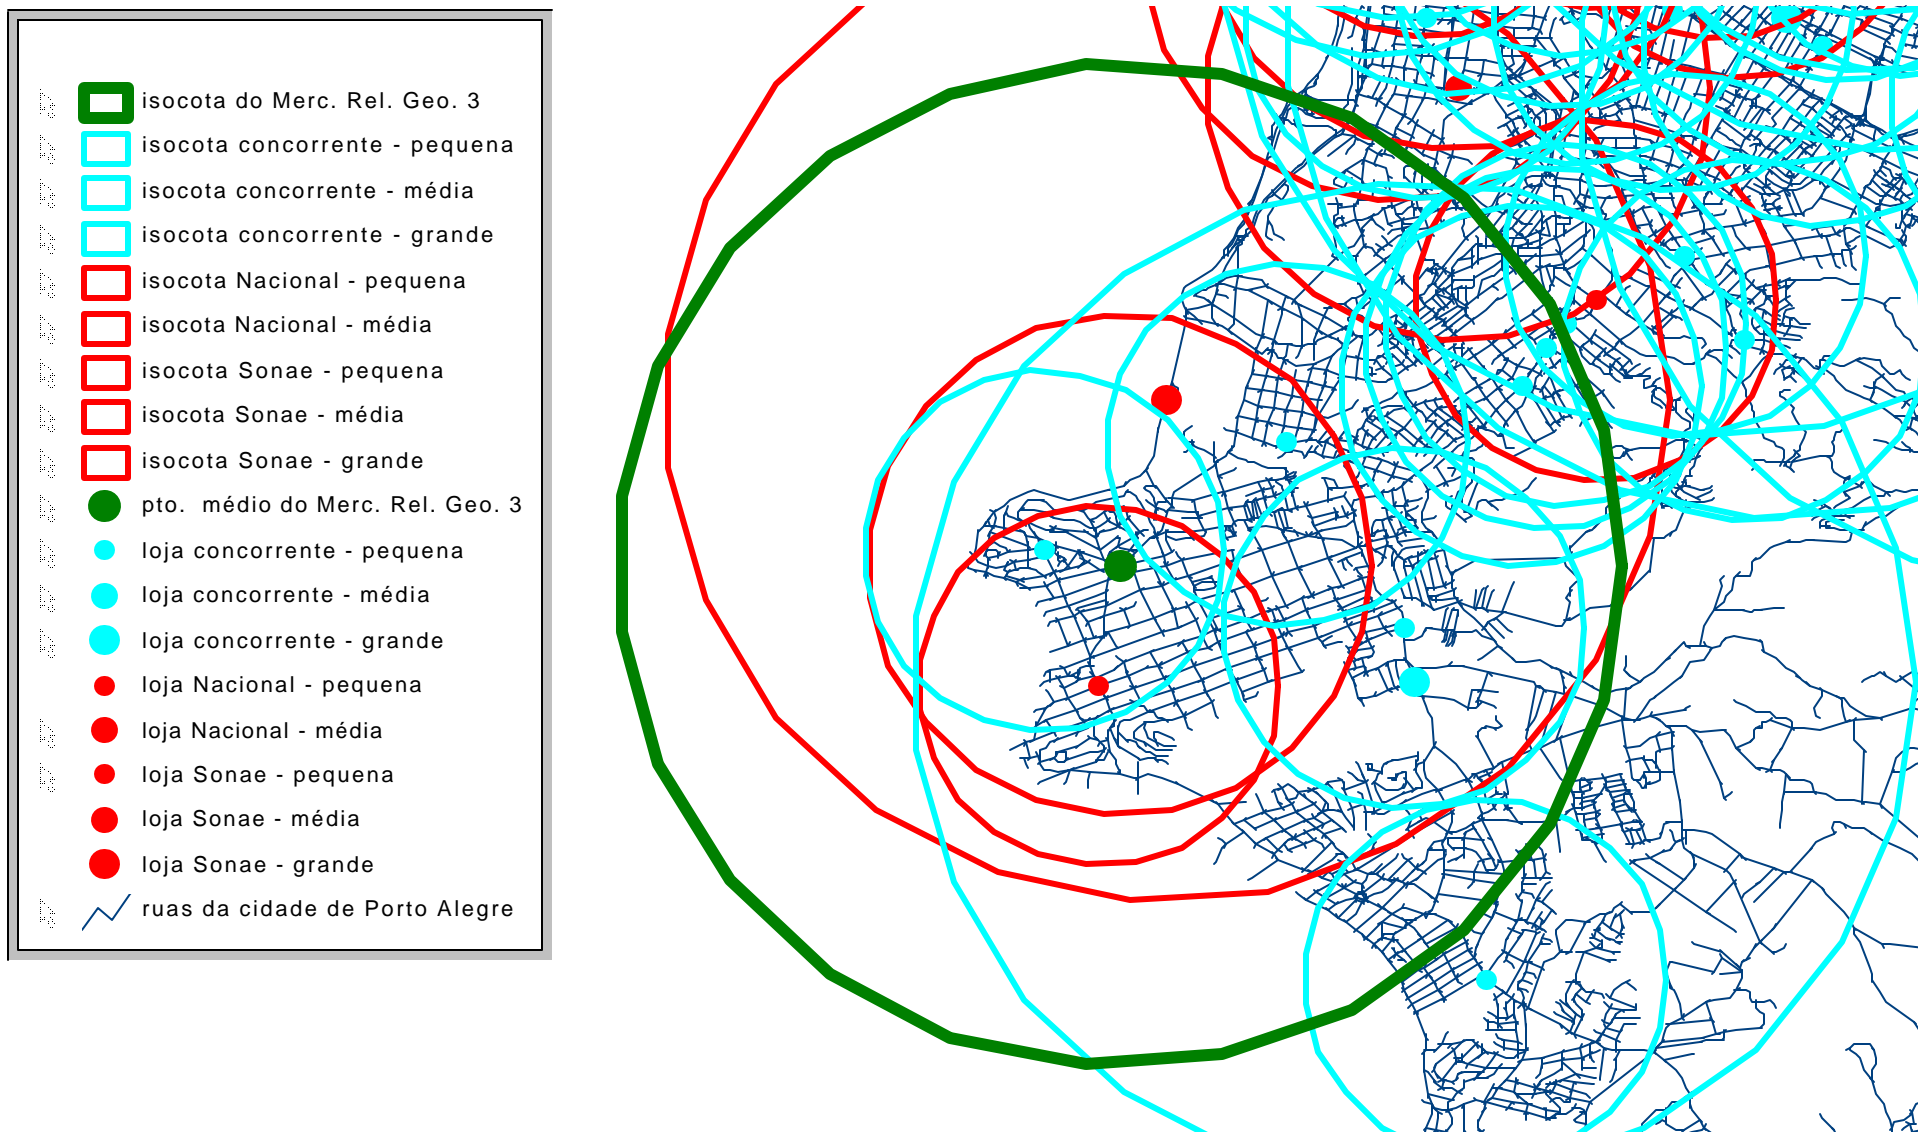 isocota do Merc. Rel. Geo. 3
isocota concorrente - pequena
isocota concorrente - média
isocota concorrente - grande
isocota Nacional - pequena
isocota Nacional - média
isocota Sonae - pequena
isocota Sonae - média
isocota Sonae - grande
pto. médio do Merc. Rel. Geo. 3
loja concorrente - pequena
loja concorrente - média
loja concorrente - grande
loja Nacional - pequena
loja Nacional - média
loja Sonae - pequena
loja Sonae - média
loja Sonae - grande
ruas da cidade de Porto Alegre